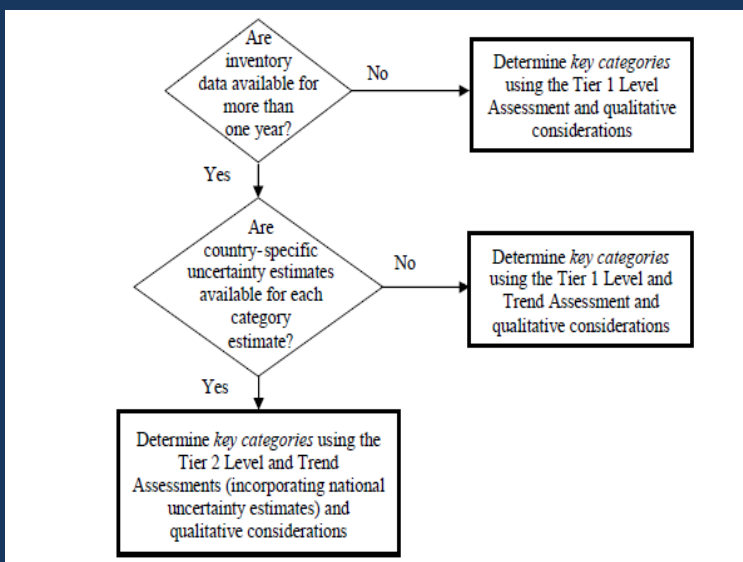 Are
inventory
data available for
more than
one year?
No
Determine key categories
using the Tier 1 Level
Assessment and qualitative
considerations
Yes
Are
country-specific
uncertainty estimates
available for each
category
estimate?
No
Determine key categories
using the Tier 1 Level and
Trend Assessment and
qualitative considerations
Yes
Determine key categories using the
Tier 2 Level and Trend
Assessments (incorporating national
uncertainty estimates) and
qualitative considerations